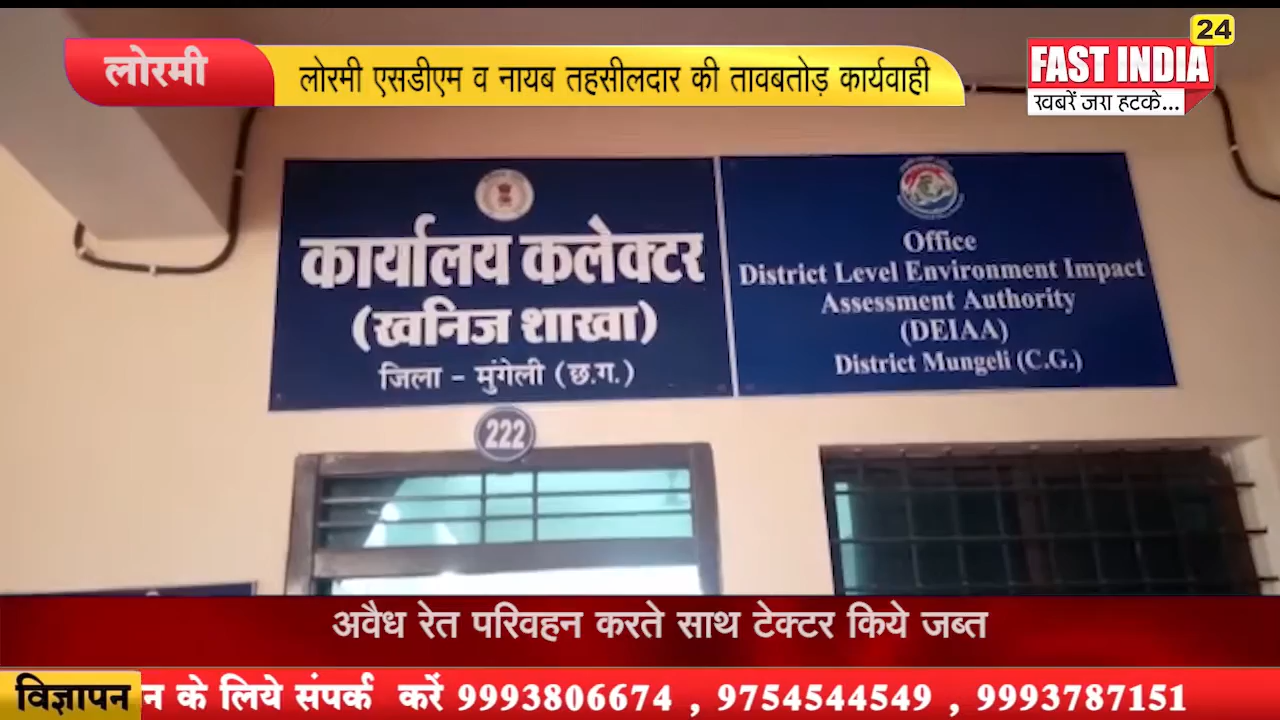 24
लोरमी
लोरमी एसडीएम व नायब तहसीलदार की तावबतोड़ कार्यवाही
FAST INDIA
खबरें जरा हटके...
कार्यालय कलेक्टर
(खनिज शाखा)
जिला - मुंगेली (छ.ग.)
Office
District Level Environment Impact
Assessment Authority
(DEIAA)
District Mungeli (C.G.)
222
अवैध रेत परिवहन करते साथ टेक्टर किये जब्त
विज्ञापन न के लिये संपर्क करें 9993806674 , 9754544549 , 9993787151